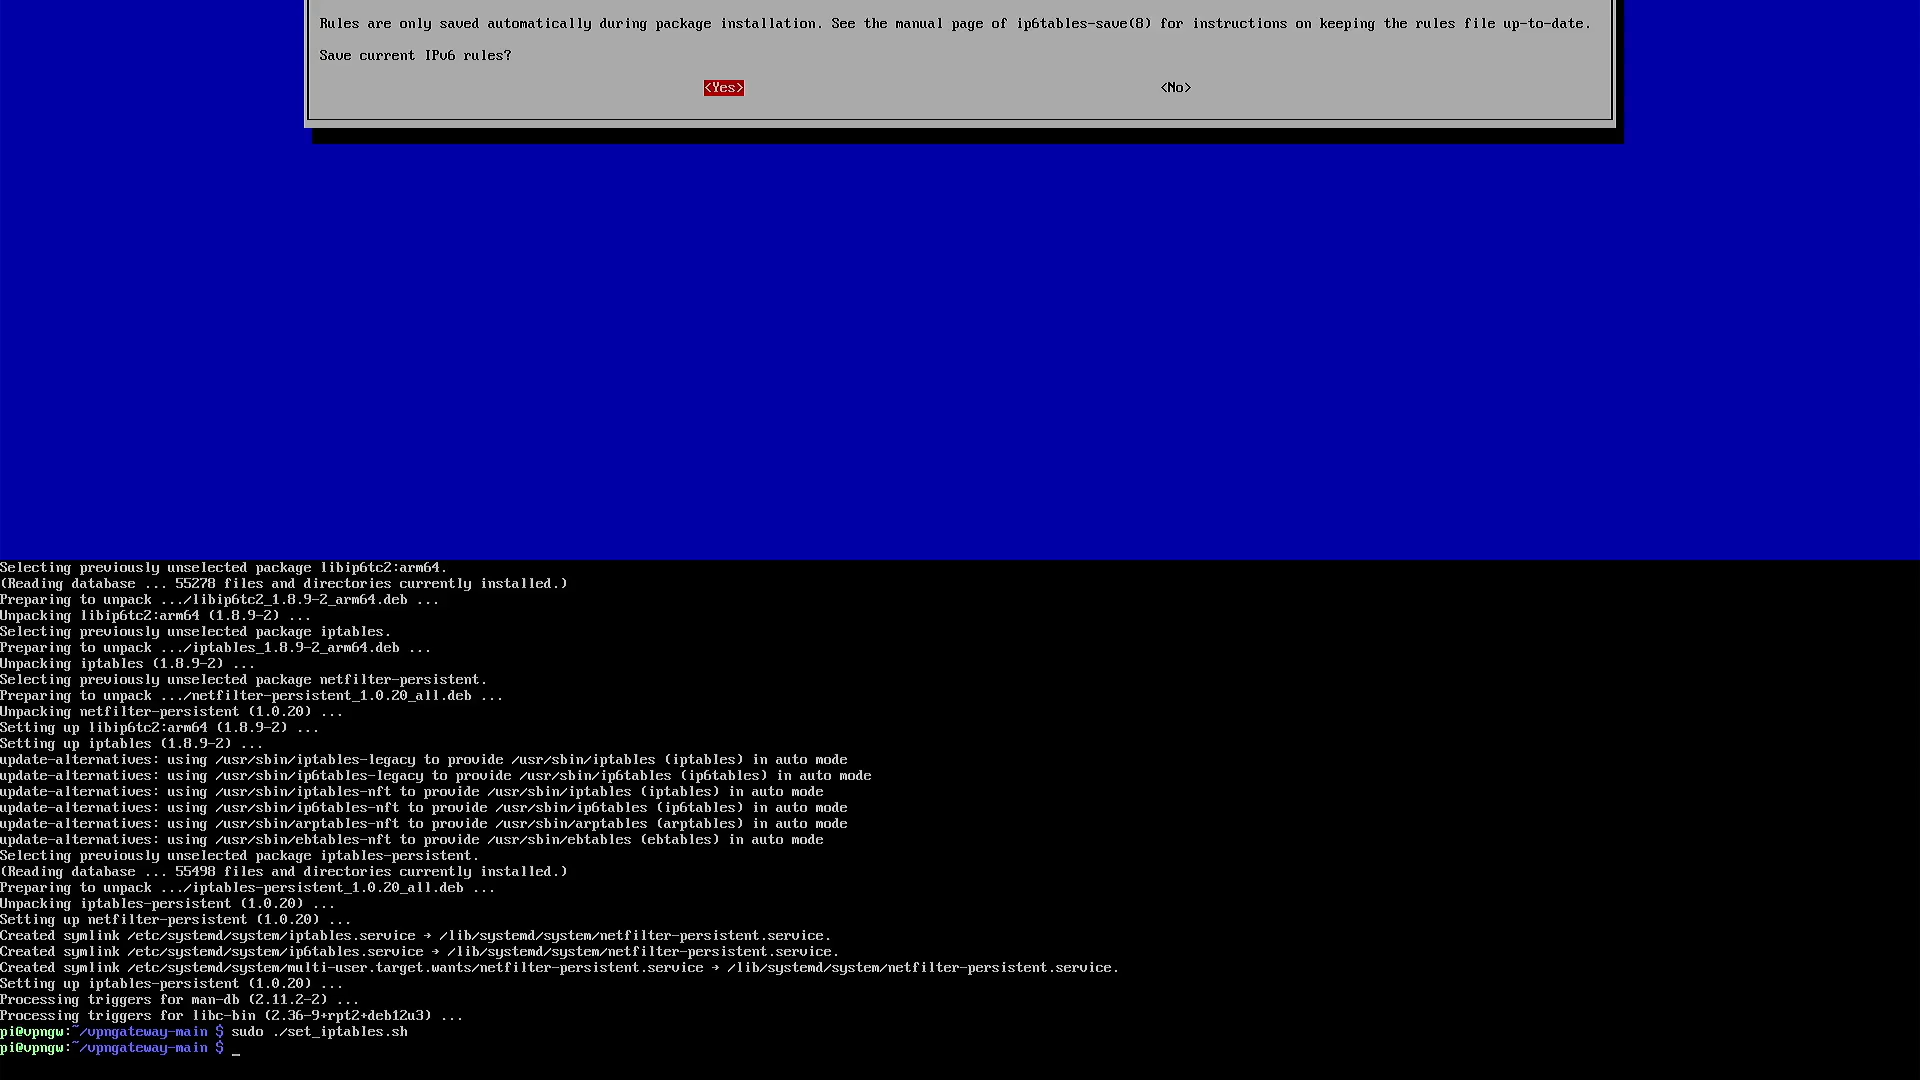 Rules are only saved automatically during package installation. See the manual page of ip6tables-save(8) for instructions on keeping the rules file up-to-date.
Save current IPv6 rules?
<Yes> <No>
Selecting previously unselected package libip6tc2:arm64.
(Reading database ... 55278 files and directories currently installed.)
Preparing to unpack .../libip6tc2_1.8.9-2_arm64.deb ...
Unpacking libip6tc2:arm64 (1.8.9-2) ...
Selecting previously unselected package iptables.
Preparing to unpack .../iptables_1.8.9-2_arm64.deb ...
Unpacking iptables (1.8.9-2) ...
Selecting previously unselected package netfilter-persistent.
Preparing to unpack .../netfilter-persistent_1.0.20_all.deb ...
Unpacking netfilter-persistent (1.0.20) ...
Setting up libip6tc2:arm64 (1.8.9-2) ...
Setting up iptables (1.8.9-2) ...
update-alternatives: using /usr/sbin/iptables-legacy to provide /usr/sbin/iptables (iptables) in auto mode
update-alternatives: using /usr/sbin/ip6tables-legacy to provide /usr/sbin/ip6tables (ip6tables) in auto mode
update-alternatives: using /usr/sbin/iptables-nft to provide /usr/sbin/iptables (iptables) in auto mode
update-alternatives: using /usr/sbin/ip6tables-nft to provide /usr/sbin/ip6tables (ip6tables) in auto mode
update-alternatives: using /usr/sbin/arptables-nft to provide /usr/sbin/arptables (arptables) in auto mode
update-alternatives: using /usr/sbin/ebtables-nft to provide /usr/sbin/ebtables (ebtables) in auto mode
Selecting previously unselected package iptables-persistent.
(Reading database ... 55498 files and directories currently installed.)
Preparing to unpack .../iptables-persistent_1.0.20_all.deb ...
Unpacking iptables-persistent (1.0.20) ...
Setting up netfilter-persistent (1.0.20) ...
Created symlink /etc/systemd/system/iptables.service → /lib/systemd/system/netfilter-persistent.service.
Created symlink /etc/systemd/system/ip6tables.service → /lib/systemd/system/netfilter-persistent.service.
Created symlink /etc/systemd/system/multi-user.target.wants/netfilter-persistent.service → /lib/systemd/system/netfilter-persistent.service.
Setting up iptables-persistent (1.0.20) ...
Processing triggers for man-db (2.11.2-2) ...
Processing triggers for libc-bin (2.36-9+rpt2+deb12u3) ...
pi@vpngw:~/vpngateway-main $ sudo ./set_iptables.sh
pi@vpngw:~/vpngateway-main $ _